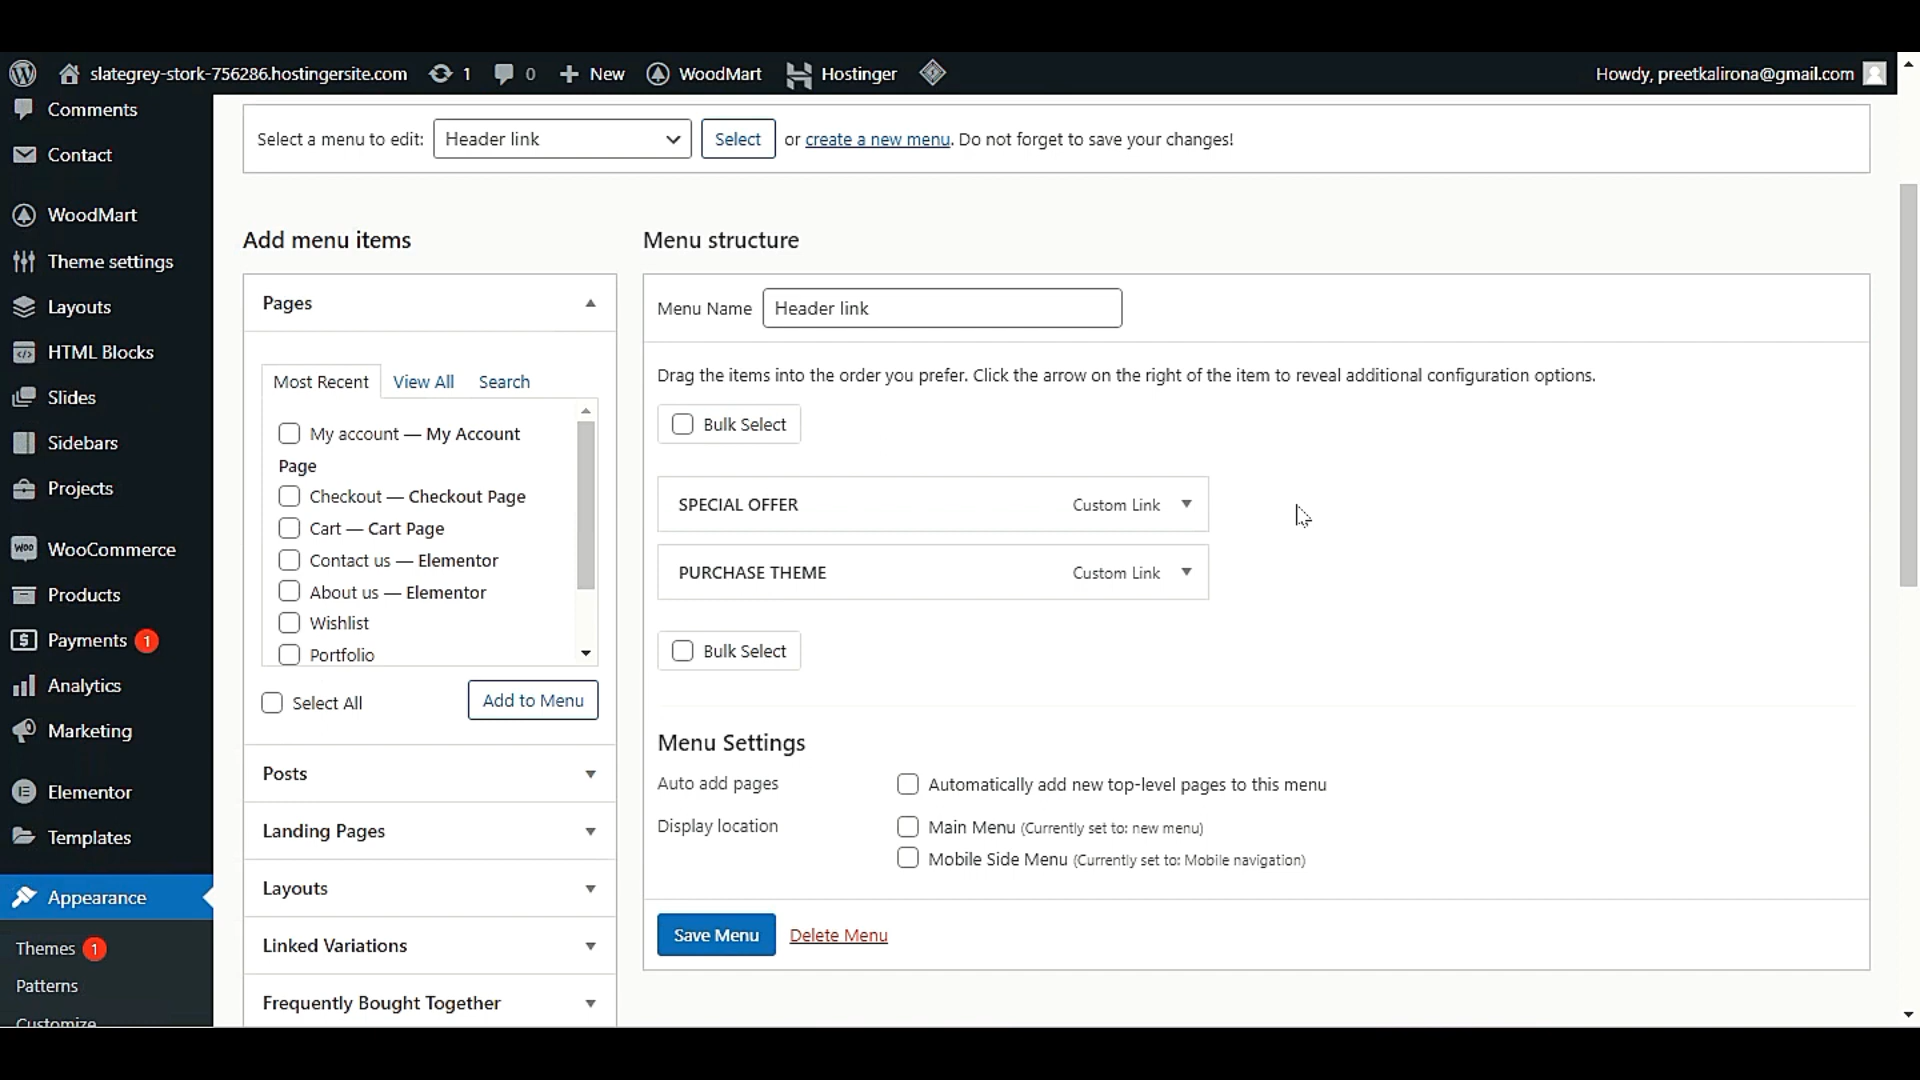 slategrey-stork-756286.hostingersite.com 1 0 New WoodMart Hostinger Howdy, preetkalirona@gmail.com
Comments
Contact
WoodMart
Theme settings
Layouts
HTML Blocks
Slides
Sidebars
Projects
WooCommerce
Products
Payments 1
Analytics
Marketing
Elementor
Templates
Appearance
Themes 1
Patterns
Customize
Select a menu to edit: Header link Select or create a new menu. Do not forget to save your changes!
Add menu items
Pages
Most Recent View All Search
My account — My Account
Page
Checkout — Checkout Page
Cart — Cart Page
Contact us — Elementor
About us — Elementor
Wishlist
Portfolio
Select All Add to Menu
Posts
Landing Pages
Layouts
Linked Variations
Frequently Bought Together
Menu structure
Menu Name Header link
Drag the items into the order you prefer. Click the arrow on the right of the item to reveal additional configuration options.
Bulk Select
SPECIAL OFFER Custom Link
PURCHASE THEME Custom Link
Bulk Select
Menu Settings
Auto add pages Automatically add new top-level pages to this menu
Display location Main Menu (Currently set to: new menu)
Mobile Side Menu (Currently set to: Mobile navigation)
Save Menu Delete Menu